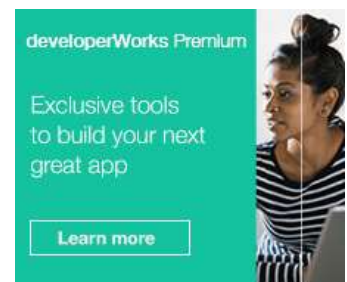 developerWorks Premium
Exclusive tools
to build your next
great app
Learn more